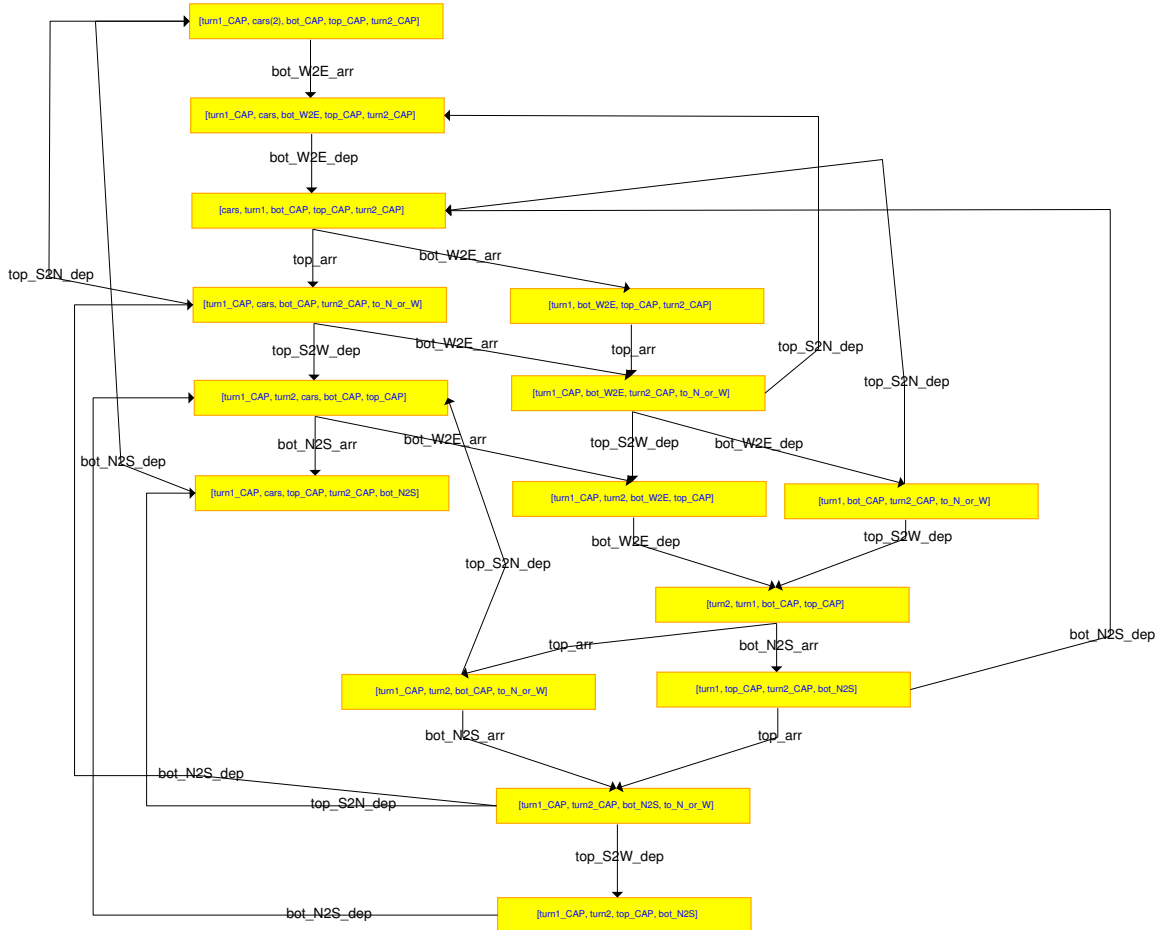 [turn1_CAP, cars(2), bot_CAP, top_CAP, turn2_CAP]
bot_W2E_arr
[turn1_CAP, cars, bot_W2E, top_CAP, turn2_CAP]
bot_W2E_dep
[cars, turn1, bot_CAP, top_CAP, turn2_CAP]
top_arr
bot_W2E_arr
top_S2N_dep
[turn1_CAP, cars, bot_CAP, turn2_CAP, to_N_or_W]
[turn1, bot_W2E, top_CAP, turn2_CAP]
top_S2W_dep
bot_W2E_arr
top_arr
top_S2N_dep
[turn1_CAP, turn2, cars, bot_CAP, top_CAP]
[turn1_CAP, bot_W2E, turn2_CAP, to_N_or_W]
top_S2N_dep
bot_N2S_arr
bot_W2E_arr
top_S2W_dep
bot_W2E_dep
bot_N2S_dep
[turn1_CAP, cars, top_CAP, turn2_CAP, bot_N2S]
[turn1_CAP, turn2, bot_W2E, top_CAP]
[turn1, bot_CAP, turn2_CAP, to_N_or_W]
bot_W2E_dep
top_S2W_dep
top_S2N_dep
[turn2, turn1, bot_CAP, top_CAP]
top_arr
bot_N2S_arr
bot_N2S_dep
[turn1_CAP, turn2, bot_CAP, to_N_or_W]
[turn1, top_CAP, turn2_CAP, bot_N2S]
bot_N2S_arr
top_arr
bot_N2S_dep
top_S2N_dep
[turn1_CAP, turn2_CAP, bot_N2S, to_N_or_W]
top_S2W_dep
bot_N2S_dep
[turn1_CAP, turn2, top_CAP, bot_N2S]